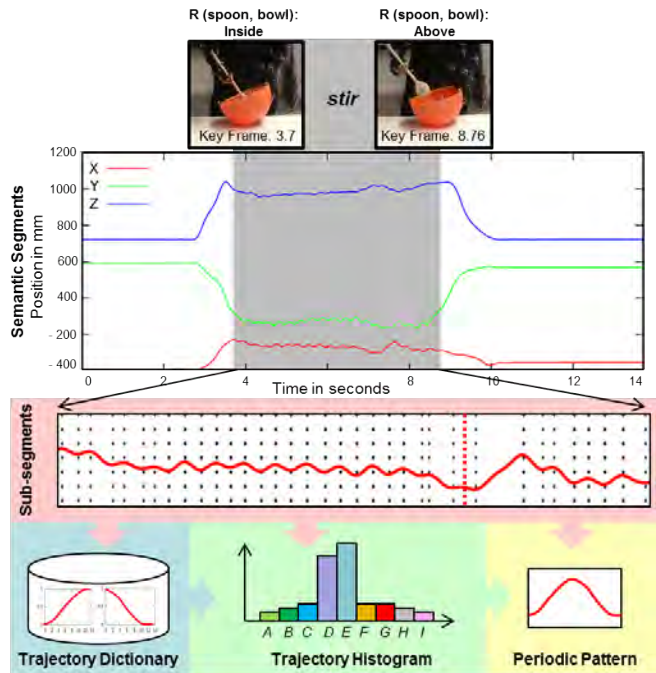 R (spoon, bowl):
Inside
R (spoon, bowl):
Above
stir
Key Frame. 3.7
Key Frame. 8.76
Semantic Segments
Position in mm
1200
1000
800
600
400
- 200
- 400
X
Y
Z
0 2 4 6 8 10 12 14
Time in seconds
Sub-segments
A B C D E F G H I
Trajectory Dictionary
Trajectory Histogram
Periodic Pattern